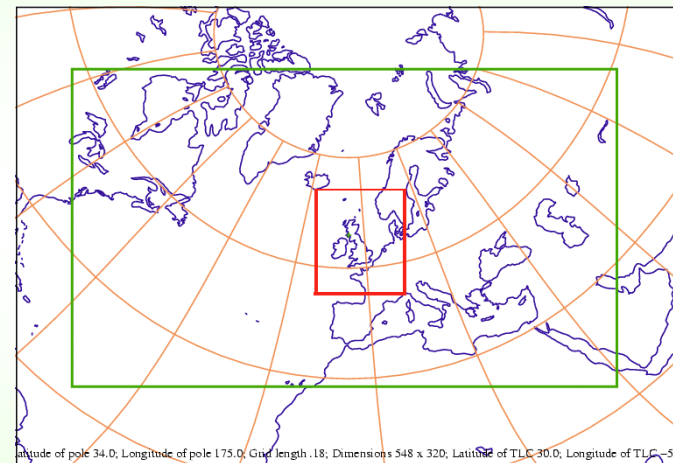 atitude of pole 34.0; Longitude of pole 175.0; Grid length .18; Dimensions 548 x 320; Latitude of TLC 30.0; Longitude of TLC –5